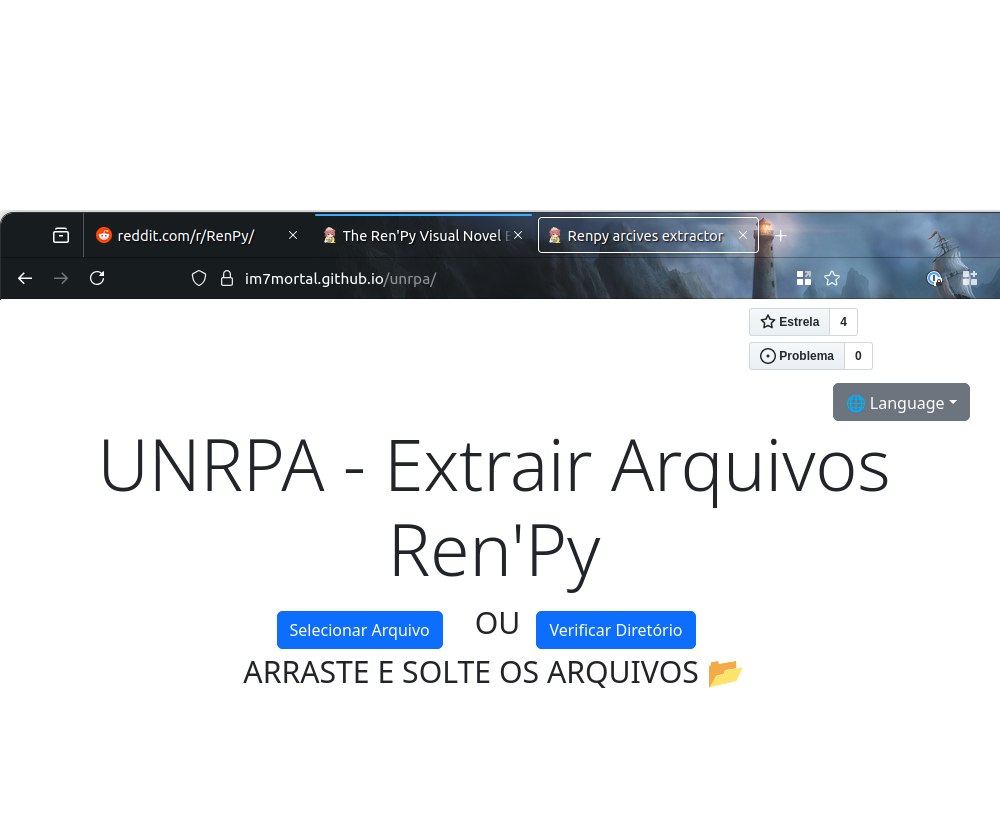 reddit.com/r/RenPy/
The Ren'Py Visual Novel
Renpy arcives extractor
im7mortal.github.io/unrpa/
Estrela 4
Problema 0
Language
UNRPA - Extrair Arquivos
Ren'Py
Selecionar Arquivo OU Verificar Diretório
ARRASTE E SOLTE OS ARQUIVOS